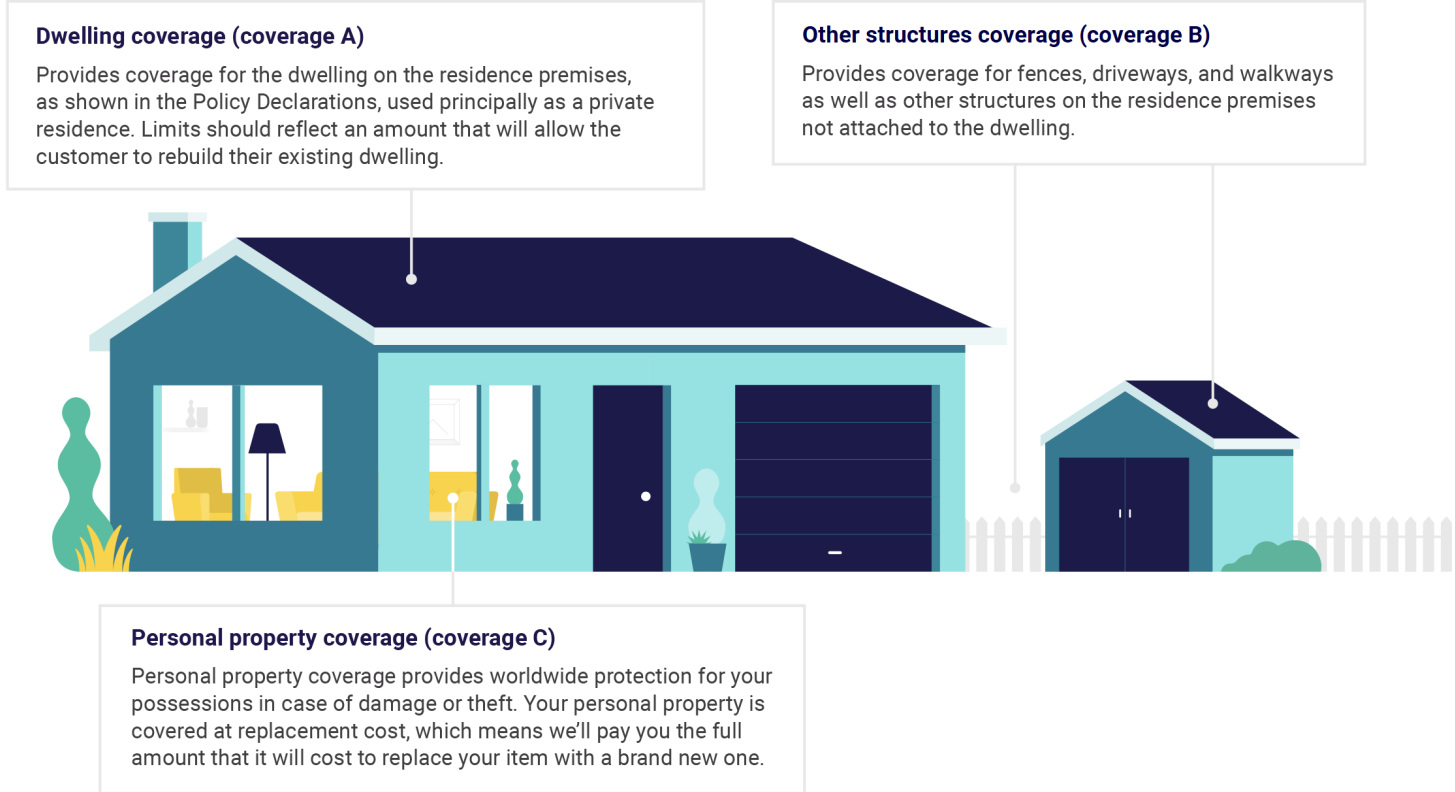 Dwelling coverage (coverage A)
Provides coverage for the dwelling on the residence premises,
as shown in the Policy Declarations, used principally as a private
residence. Limits should reflect an amount that will allow the
customer to rebuild their existing dwelling.
Other structures coverage (coverage B)
Provides coverage for fences, driveways, and walkways
as well as other structures on the residence premises
not attached to the dwelling.
Personal property coverage (coverage C)
Personal property coverage provides worldwide protection for your
possessions in case of damage or theft. Your personal property is
covered at replacement cost, which means we’ll pay you the full
amount that it will cost to replace your item with a brand new one.